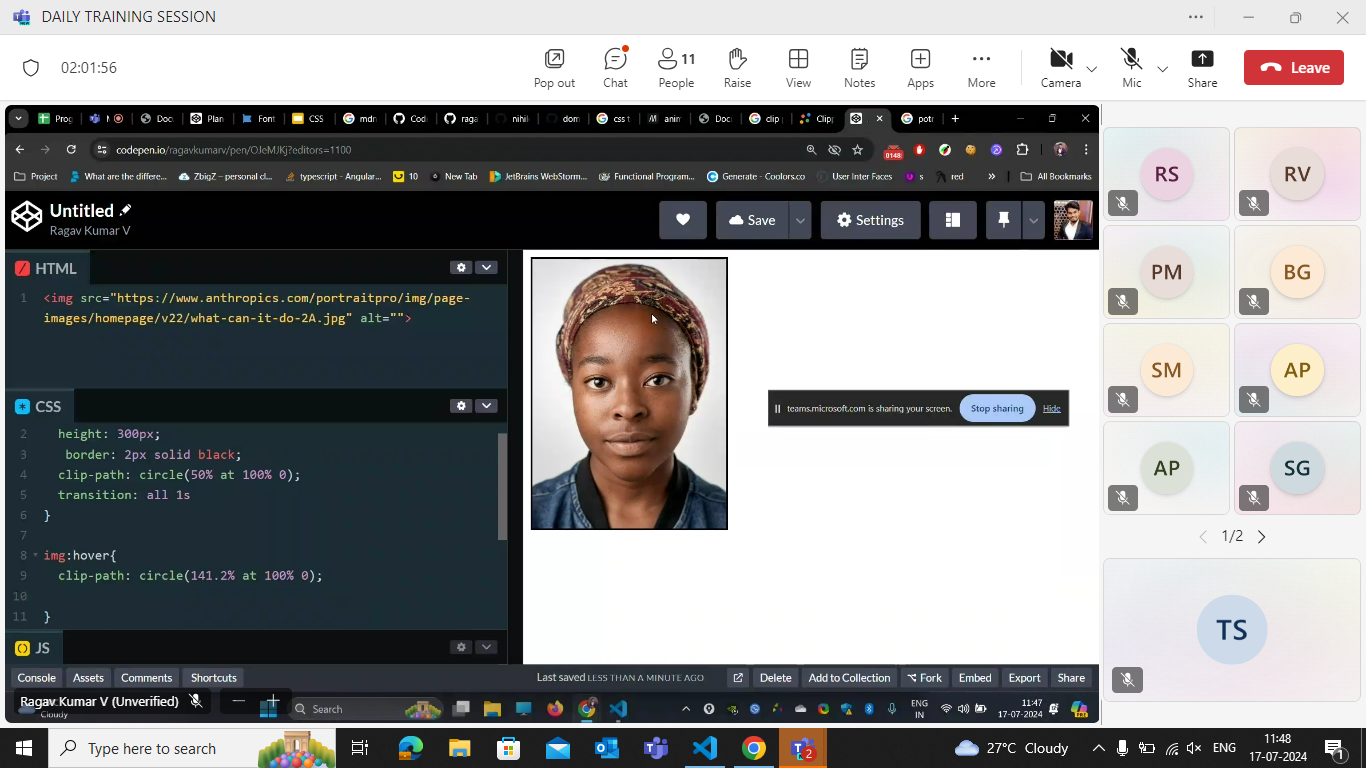 DAILY TRAINING SESSION
02:01:56
Pop out
Chat
11
People
Raise
View
Notes
Apps
More
Camera
Mic
Share
Leave
Prog
Doc
Plan
Font
CSS
mdn
Cod
raga
nihil
dom
css t
anim
Doc
clip
Clip
potr
codepen.io/ragavkumarv/pen/OJeMJKj?editors=1100
0148
Project
What are the differe...
ZbigZ – personal cl...
typescript - Angular...
10
New Tab
JetBrains WebStorm...
Functional Program...
Generate - Coolors.co
User Inter Faces
s
red
»
All Bookmarks
Untitled
Ragav Kumar V
Save
Settings
HTML
1 <img src="https://www.anthropics.com/portraitpro/img/page-
images/homepage/v22/what-can-it-do-2A.jpg" alt="">
CSS
2 height: 300px;
3 border: 2px solid black;
4 clip-path: circle(50% at 100% 0);
5 transition: all 1s
6 }
7
8 img:hover{
9 clip-path: circle(141.2% at 100% 0);
10
11 }
JS
teams.microsoft.com is sharing your screen.
Stop sharing
Hide
Console
Assets
Comments
Shortcuts
Last saved LESS THAN A MINUTE AGO
Delete
Add to Collection
Fork
Embed
Export
Share
Ragav Kumar V (Unverified)
Cloudy
Search
ENG
IN
11:47
17-07-2024
RS
RV
PM
BG
SM
AP
AP
SG
1/2
TS
Type here to search
2
27°C Cloudy
ENG
11:48
17-07-2024
1